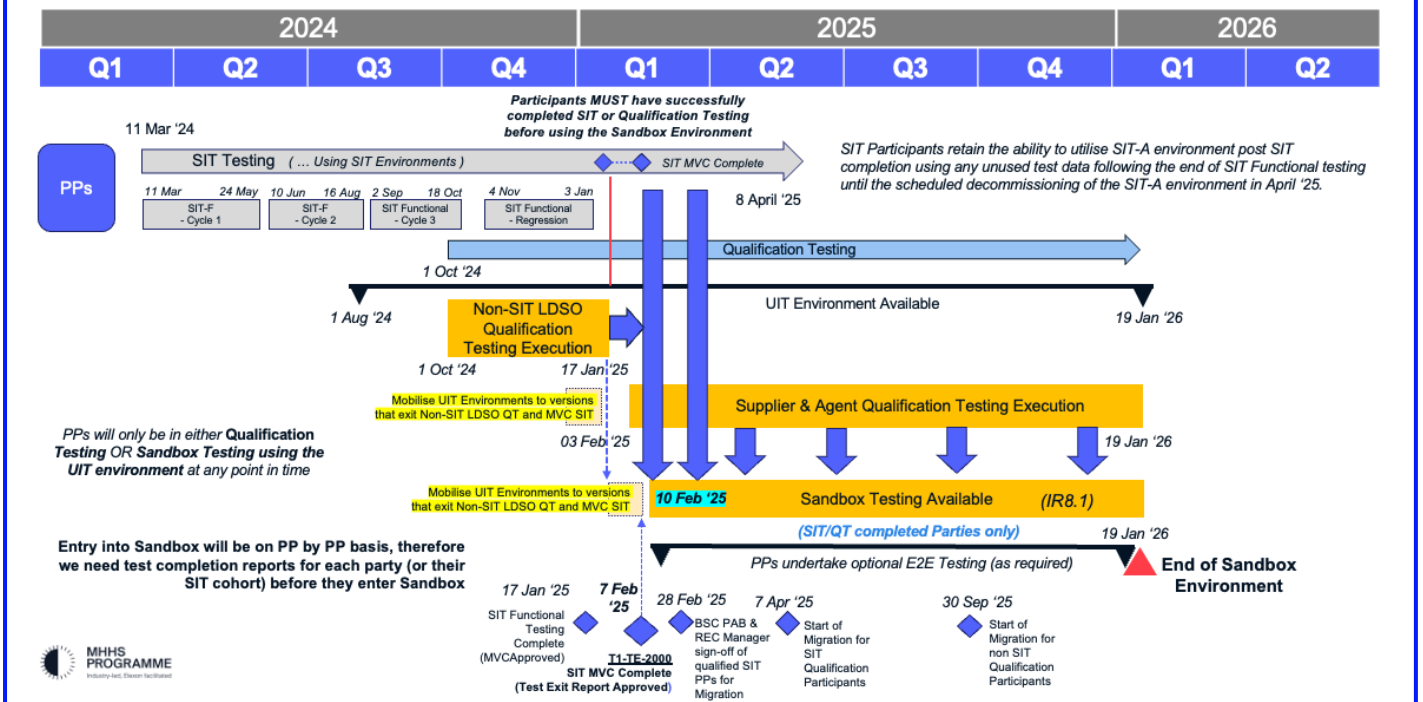 2024
2025
2026
Q1
Q2
Q3
Q4
Q1
Q2
Q3
Q4
Q1
Q2
Participants MUST have successfully
completed SIT or Qualification Testing
before using the Sandbox Environment
11 Mar ‘24
PPs
SIT Testing ( … Using SIT Environments )
SIT MVC Complete
8 April ‘25
SIT Participants retain the ability to utilise SIT-A environment post SIT
completion using any unused test data following the end of SIT Functional testing
until the scheduled decommissioning of the SIT-A environment in April ‘25.
11 Mar
24 May
10 Jun
16 Aug
2 Sep
18 Oct
4 Nov
3 Jan
SIT-F
- Cycle 1
SIT-F
- Cycle 2
SIT Functional
- Cycle 3
SIT Functional
- Regression
Qualification Testing
1 Oct ‘24
UIT Environment Available
1 Aug ‘24
19 Jan ‘26
Non-SIT LDSO
Qualification
Testing Execution
1 Oct ‘24
17 Jan ‘25
Mobilise UIT Environments to versions
that exit Non-SIT LDSO QT and MVC SIT
Supplier & Agent Qualification Testing Execution
03 Feb ‘25
19 Jan ‘26
PPs will only be in either Qualification
Testing OR Sandbox Testing using the
UIT environment at any point in time
Mobilise UIT Environments to versions
that exit Non-SIT LDSO QT and MVC SIT
10 Feb ‘25
Sandbox Testing Available
(IR8.1)
(SIT/QT completed Parties only)
19 Jan ‘26
Entry into Sandbox will be on PP by PP basis, therefore
we need test completion reports for each party (or their
SIT cohort) before they enter Sandbox
PPs undertake optional E2E Testing (as required)
End of Sandbox
Environment
17 Jan ‘25
SIT Functional
Testing
Complete
(MVCApproved)
7 Feb
‘25
T1-TE-2000
SIT MVC Complete
(Test Exit Report Approved)
28 Feb ‘25
BSC PAB &
REC Manager
sign-off of
qualified SIT
PPs for
Migration
7 Apr ‘25
Start of
Migration for
SIT
Qualification
Participants
30 Sep ‘25
Start of
Migration for
non SIT
Qualification
Participants
MHHS
PROGRAMME
Industry-led, Elexon facilitated